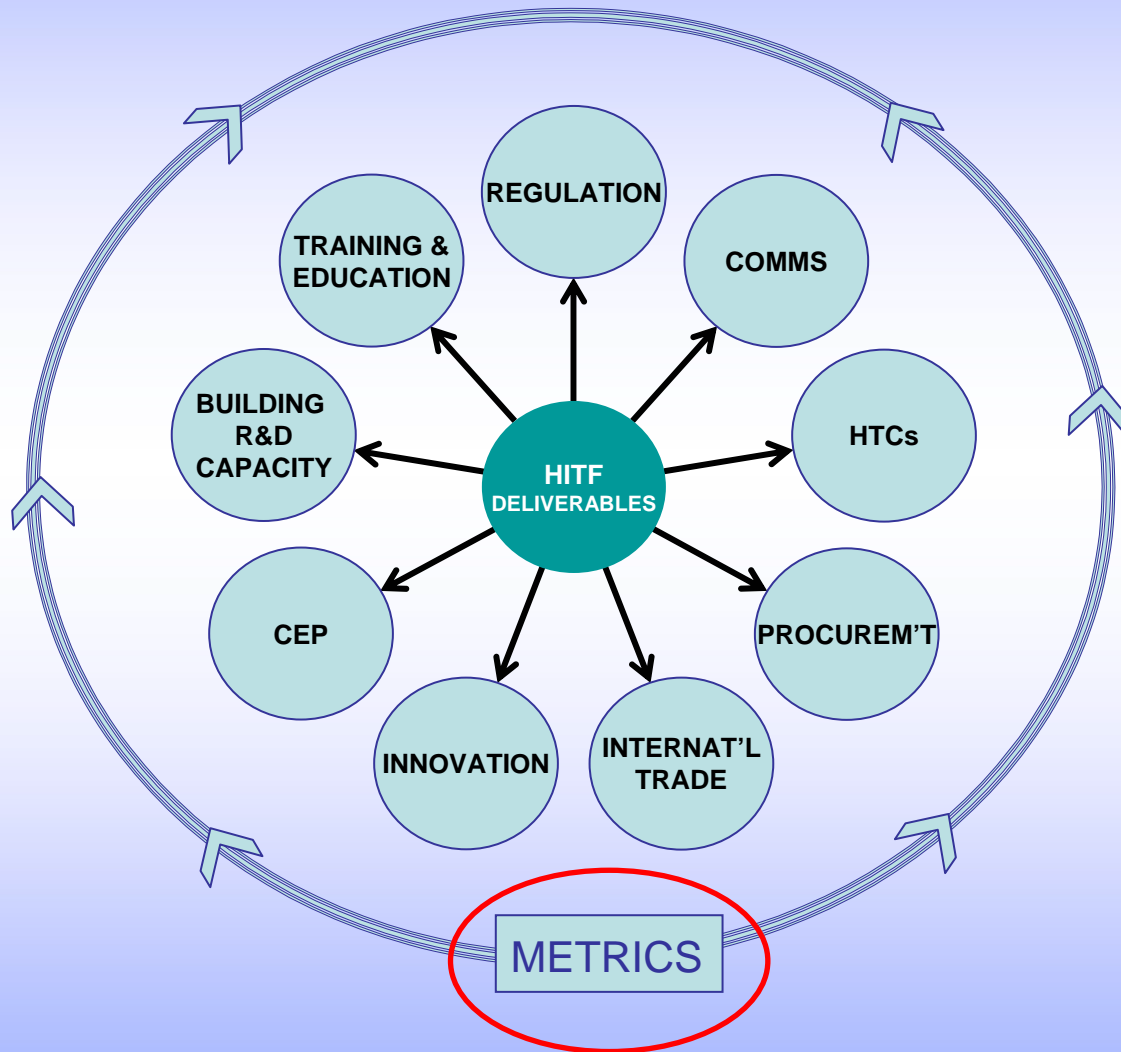 REGULATION
TRAINING &
EDUCATION
COMMS
BUILDING
R&D
CAPACITY
HTCs
HITF
DELIVERABLES
CEP
PROCUREM’T
INNOVATION
INTERNAT’L
TRADE
METRICS